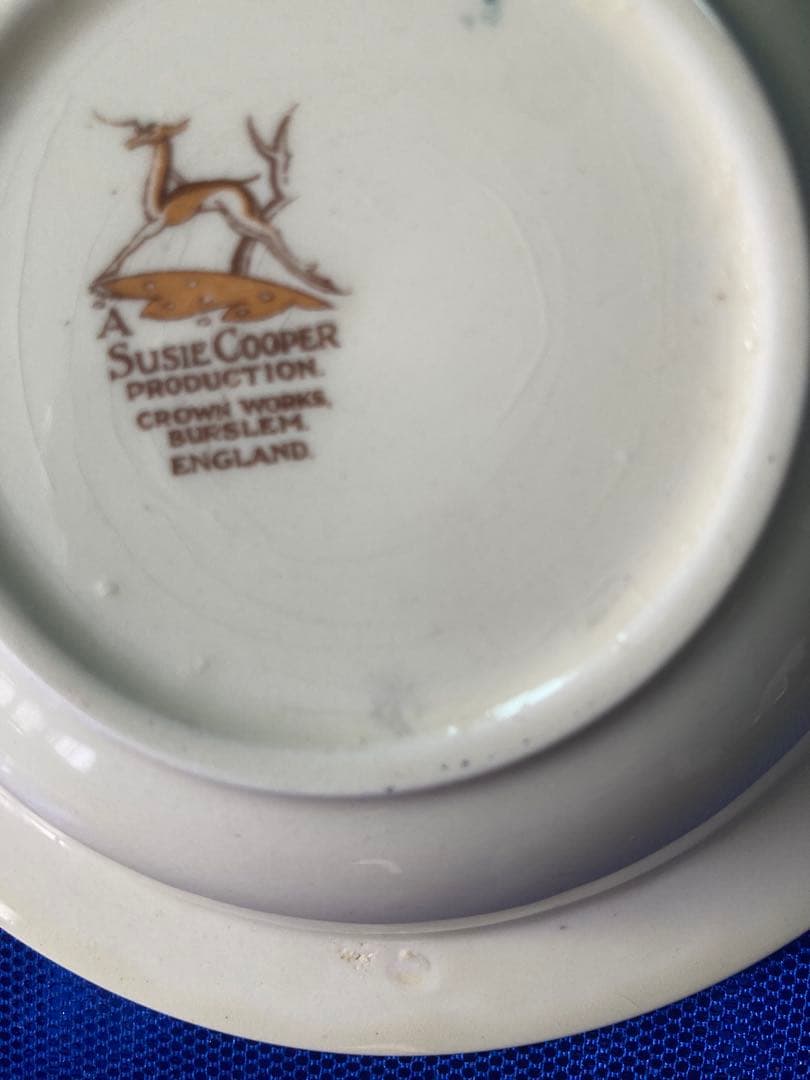 A
SUSIE COOPER
PRODUCTION.
CROWN WORKS,
BURSLEM.
ENGLAND.